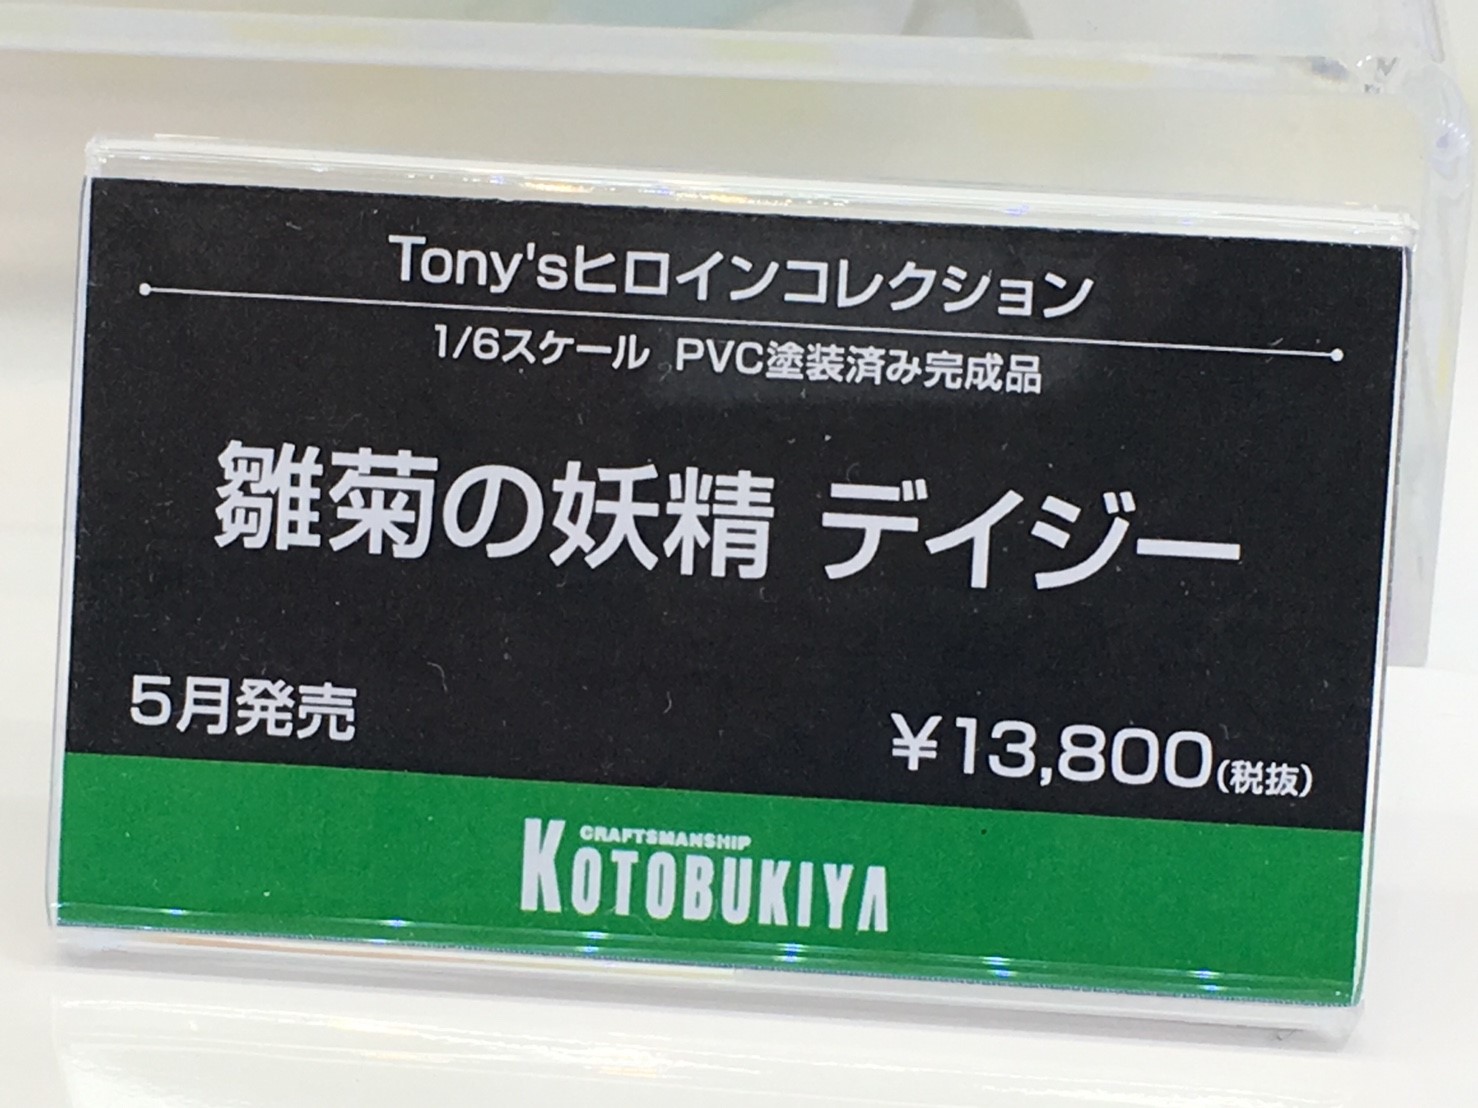 Tony'sヒロインコレクション
1/6スケール PVC塗装済み完成品
雛菊の妖精 デイジー
5月発売
¥13,800(税抜)
CRAFTSMANSHIP
KOTOBUKIYA